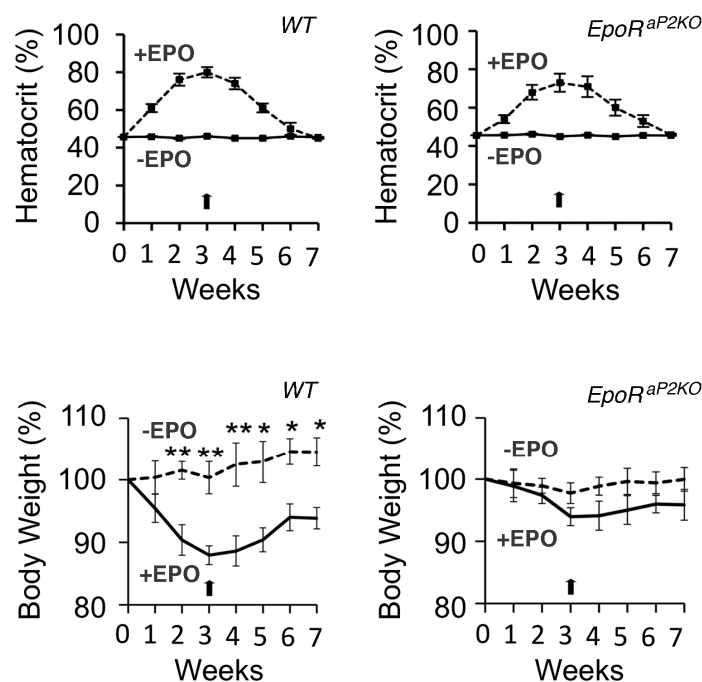 WT
Hematocrit (%)
100
80
60
40
20
0
+EPO
-EPO
0 1 2 3 4 5 6 7
Weeks
EpoR aP2KO
Hematocrit (%)
100
80
60
40
20
0
+EPO
-EPO
0 1 2 3 4 5 6 7
Weeks
WT
Body Weight (%)
110
100
90
80
-EPO
** ** ** * * *
+EPO
0 1 2 3 4 5 6 7
Weeks
EpoR aP2KO
Body Weight (%)
110
100
90
80
-EPO
+EPO
0 1 2 3 4 5 6 7
Weeks